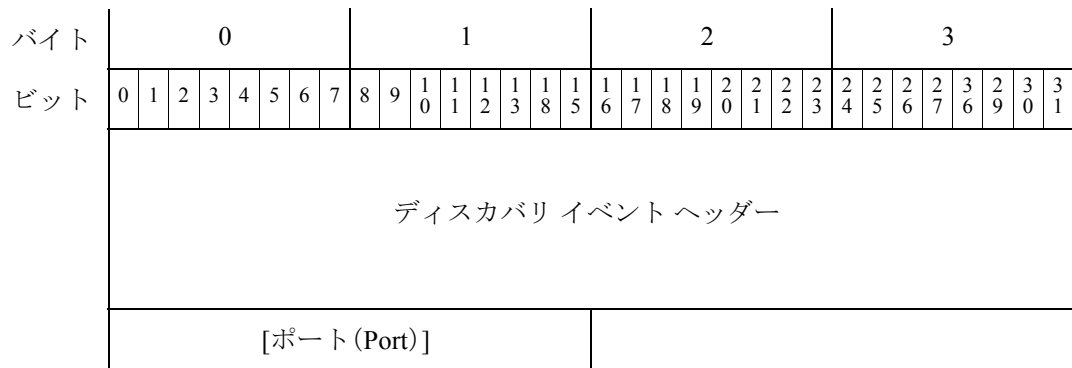 バイト 0 1 2 3
ビット 0 1 2 3 4 5 6 7 8 9 10 11 12 13 18 15 16 17 18 19 20 21 22 23 24 25 26 27 36 29 30 31
ディスカバリ イベント ヘッダー
[ポート(Port)]